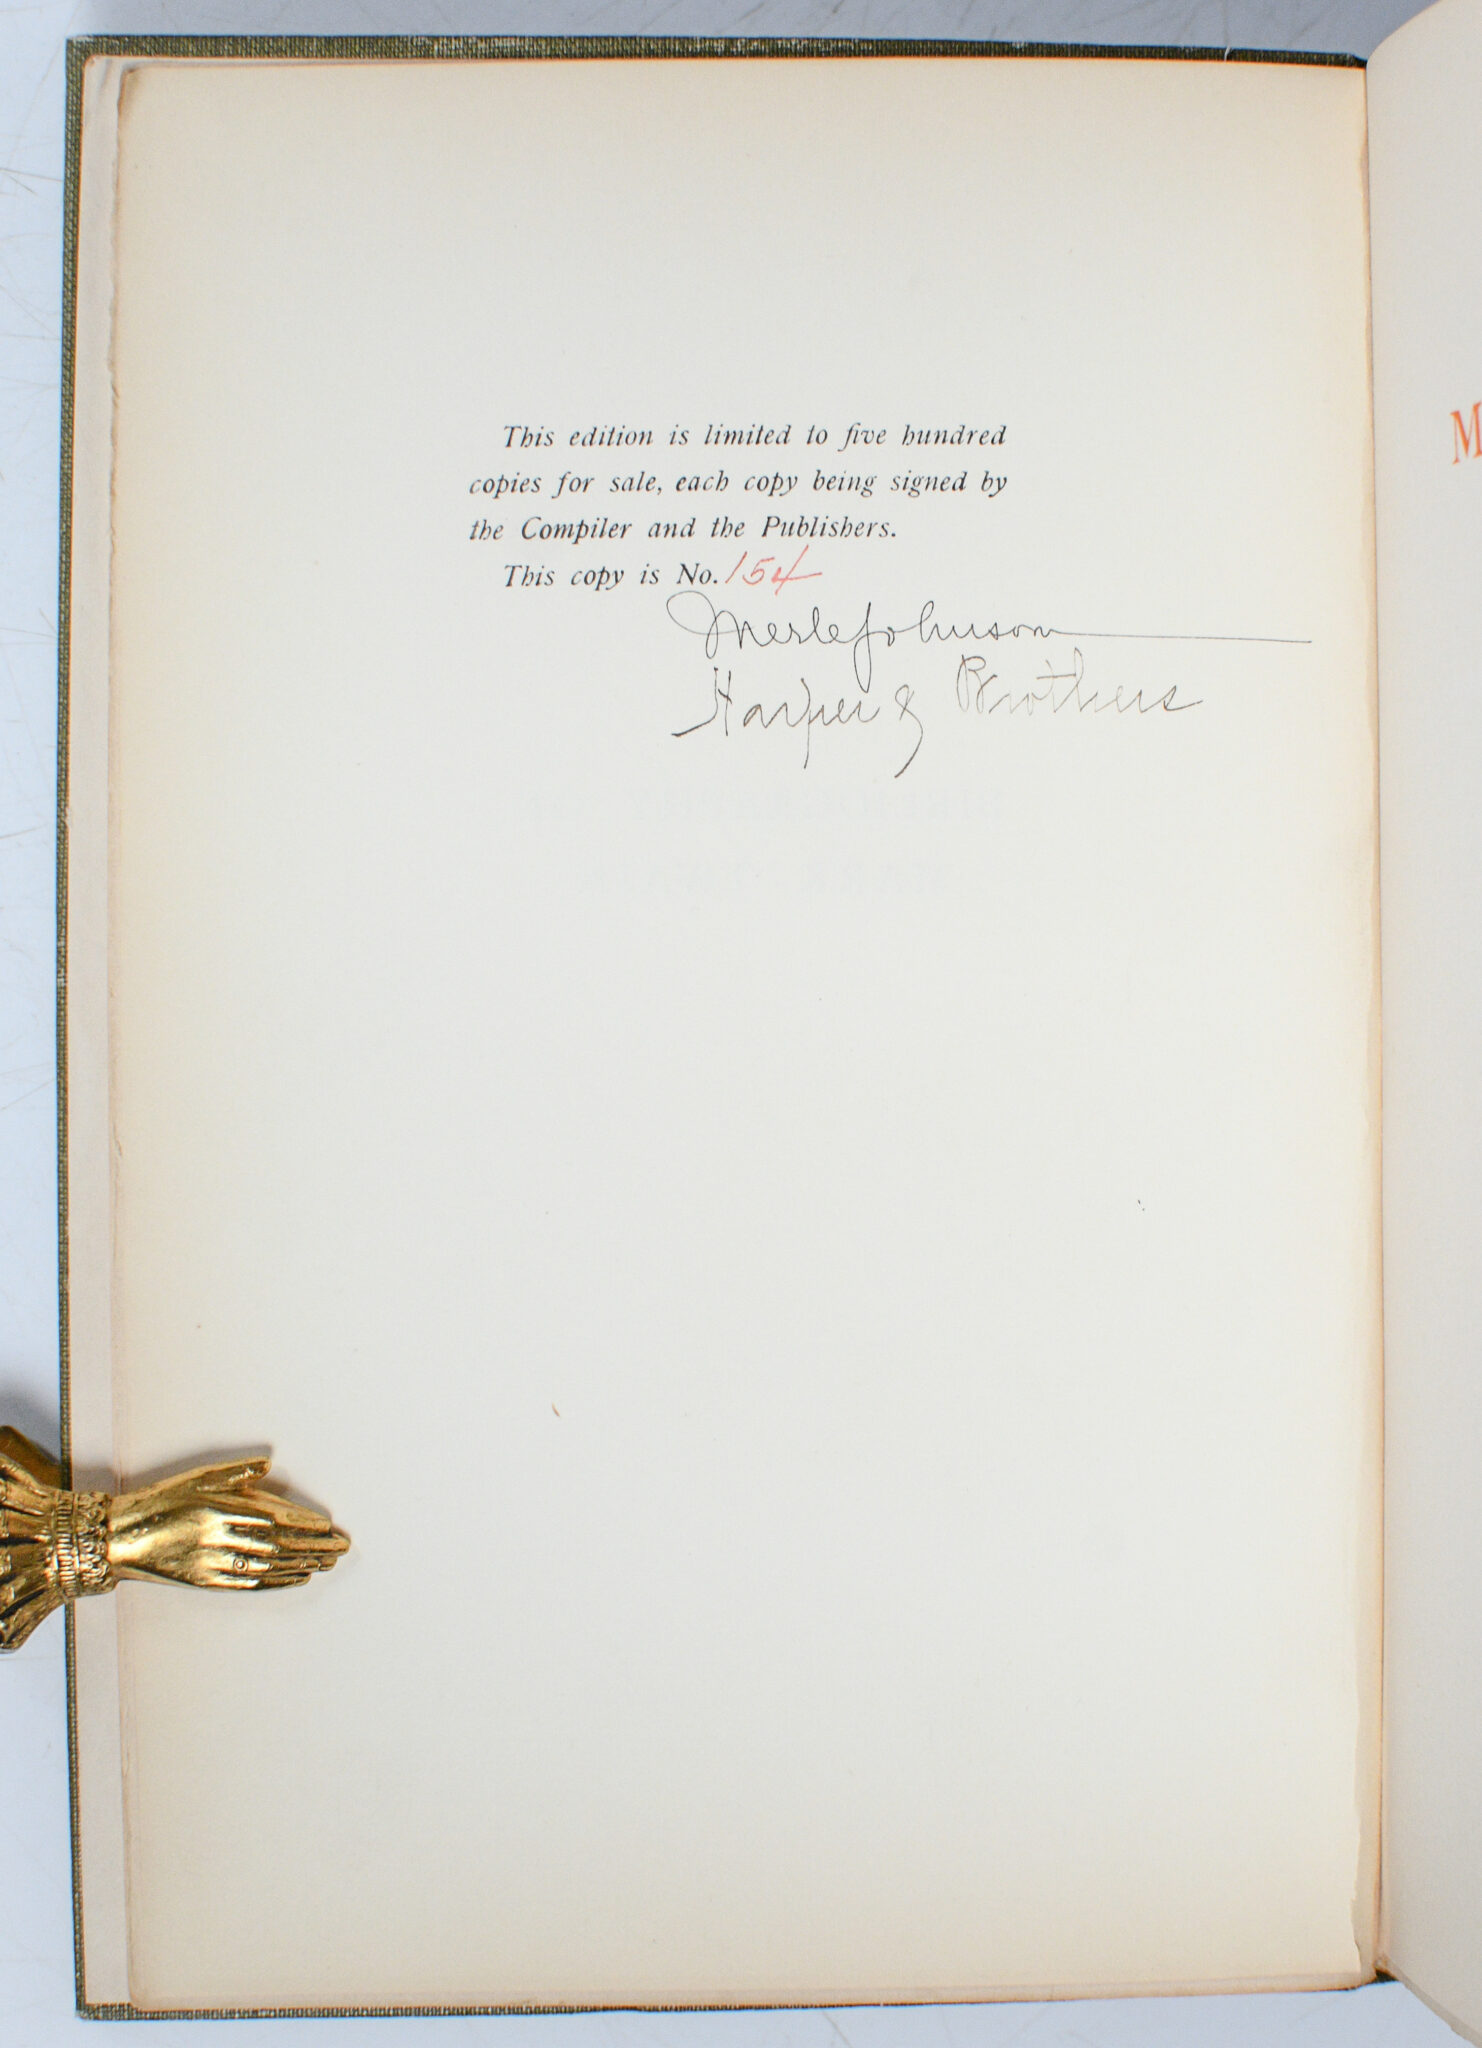 This edition is limited to five hundred
copies for sale, each copy being signed by
the Compiler and the Publishers.
This copy is No. 154
Merle Johnson
Harper & Brothers
M